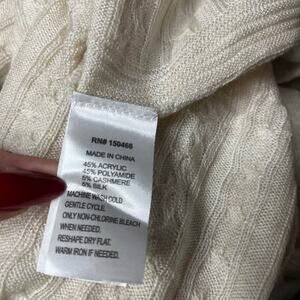 RN# 150466
MADE IN CHINA
45% ACRYLIC
45% POLYAMIDE
5% CASHMERE
5% SILK
MACHINE WASH COLD
GENTLE CYCLE.
ONLY NON-CHLORINE BLEACH
WHEN NEEDED.
RESHAPE DRY FLAT.
WARM IRON IF NEEDED.